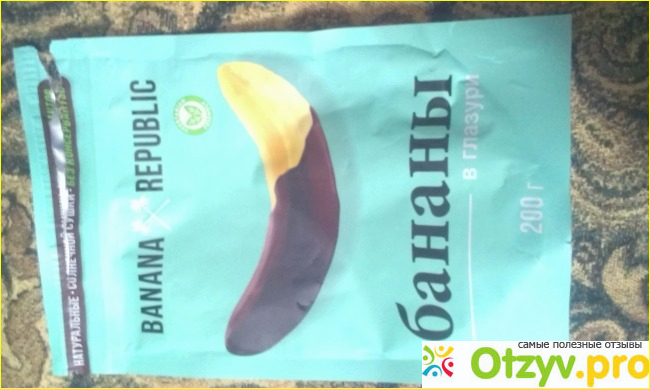 НАТУРАЛЬНЫЕ · СОЛНЕЧНОЙ СУШКИ ·
BANANA REPUBLIC
бананы
в глазури
200 г
самые полезные отзывы
Otzyv.pro